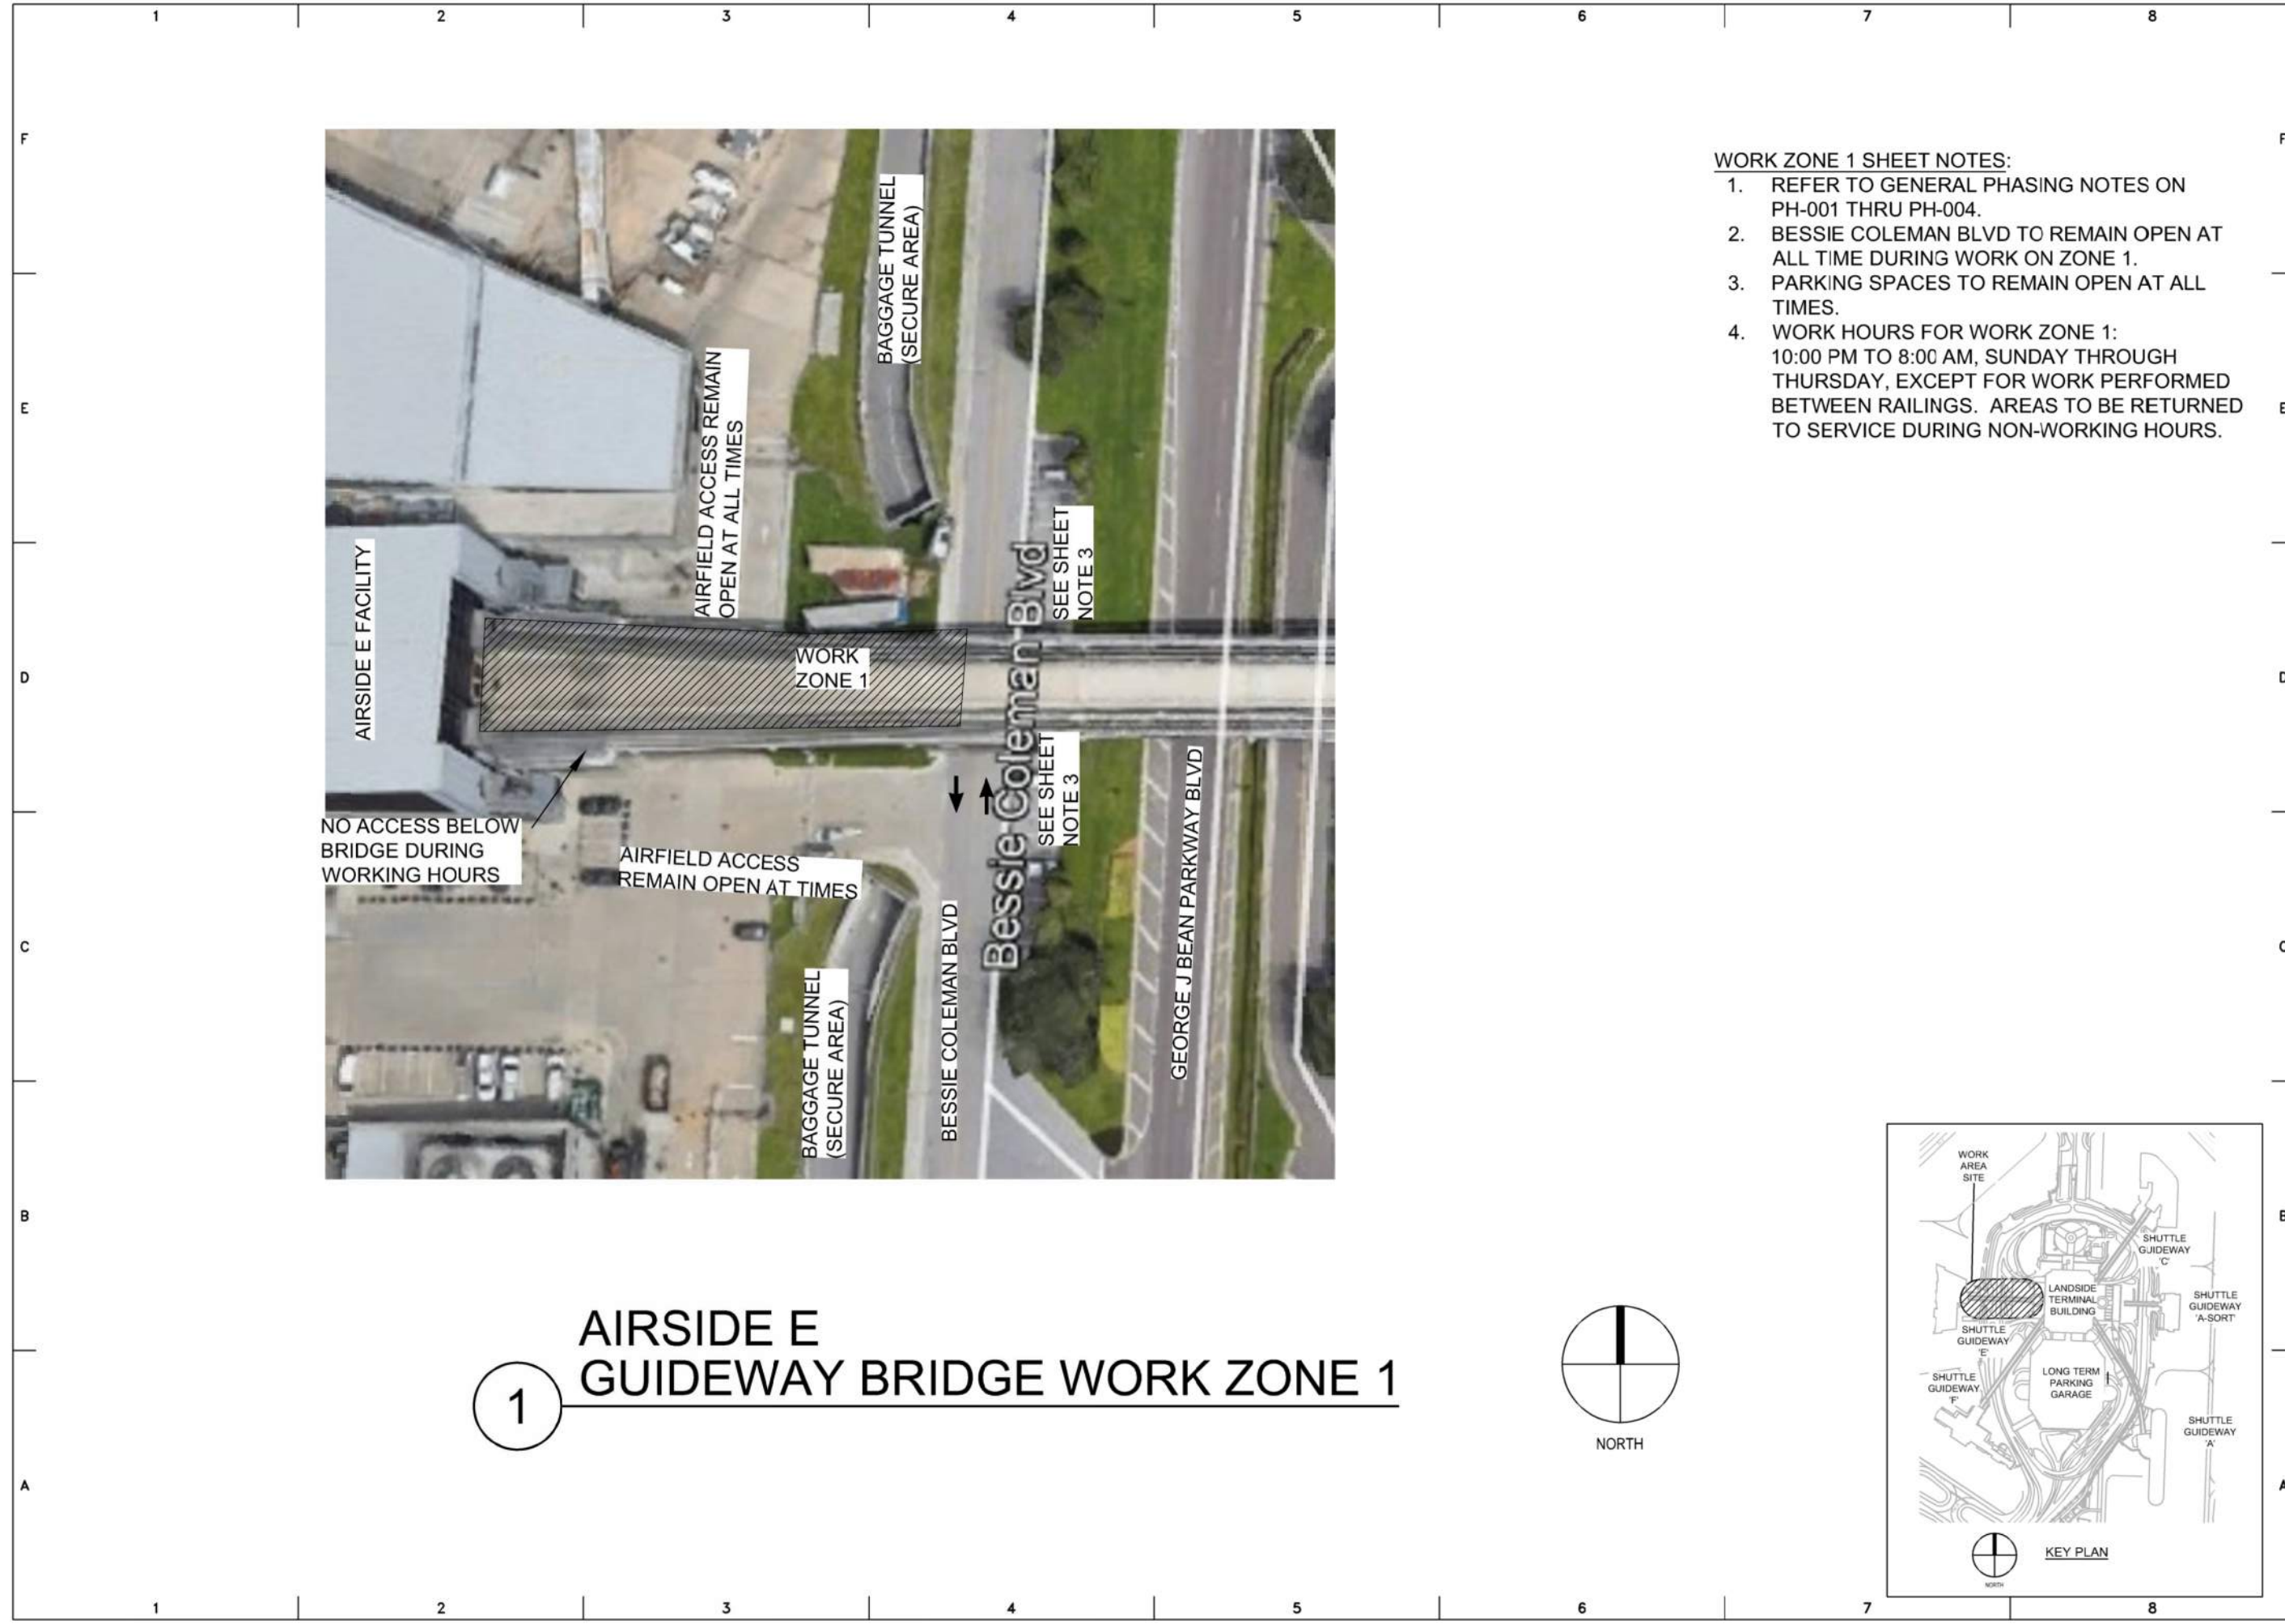 1 2 3 4 5 6 7 8
F F
E E
D D
C C
B B
A A
WORK ZONE 1 SHEET NOTES:
1. REFER TO GENERAL PHASING NOTES ON
PH-001 THRU PH-004.
2. BESSIE COLEMAN BLVD TO REMAIN OPEN AT
ALL TIME DURING WORK ON ZONE 1.
3. PARKING SPACES TO REMAIN OPEN AT ALL
TIMES.
4. WORK HOURS FOR WORK ZONE 1:
10:00 PM TO 8:00 AM, SUNDAY THROUGH
THURSDAY, EXCEPT FOR WORK PERFORMED
BETWEEN RAILINGS. AREAS TO BE RETURNED
TO SERVICE DURING NON-WORKING HOURS.
BAGGAGE TUNNEL
(SECURE AREA)
AIRFIELD ACCESS REMAIN
OPEN AT ALL TIMES
AIRSIDE E FACILITY
SEE SHEET
NOTE 3
Bessie Coleman Blvd
WORK
ZONE 1
SEE SHEET
NOTE 3
NO ACCESS BELOW
BRIDGE DURING
WORKING HOURS
AIRFIELD ACCESS
REMAIN OPEN AT TIMES
GEORGE J BEAN PARKWAY BLVD
BESSIE COLEMAN BLVD
BAGGAGE TUNNEL
(SECURE AREA)
1
AIRSIDE E
GUIDEWAY BRIDGE WORK ZONE 1
NORTH
WORK
AREA
SITE
SHUTTLE
GUIDEWAY
'C'
LANDSIDE
TERMINAL
BUILDING
SHUTTLE
GUIDEWAY
'A-SORT'
SHUTTLE
GUIDEWAY
'E'
SHUTTLE
GUIDEWAY
'F'
LONG TERM
PARKING
GARAGE
SHUTTLE
GUIDEWAY
'A'
KEY PLAN
NORTH
1 2 3 4 5 6 7 8